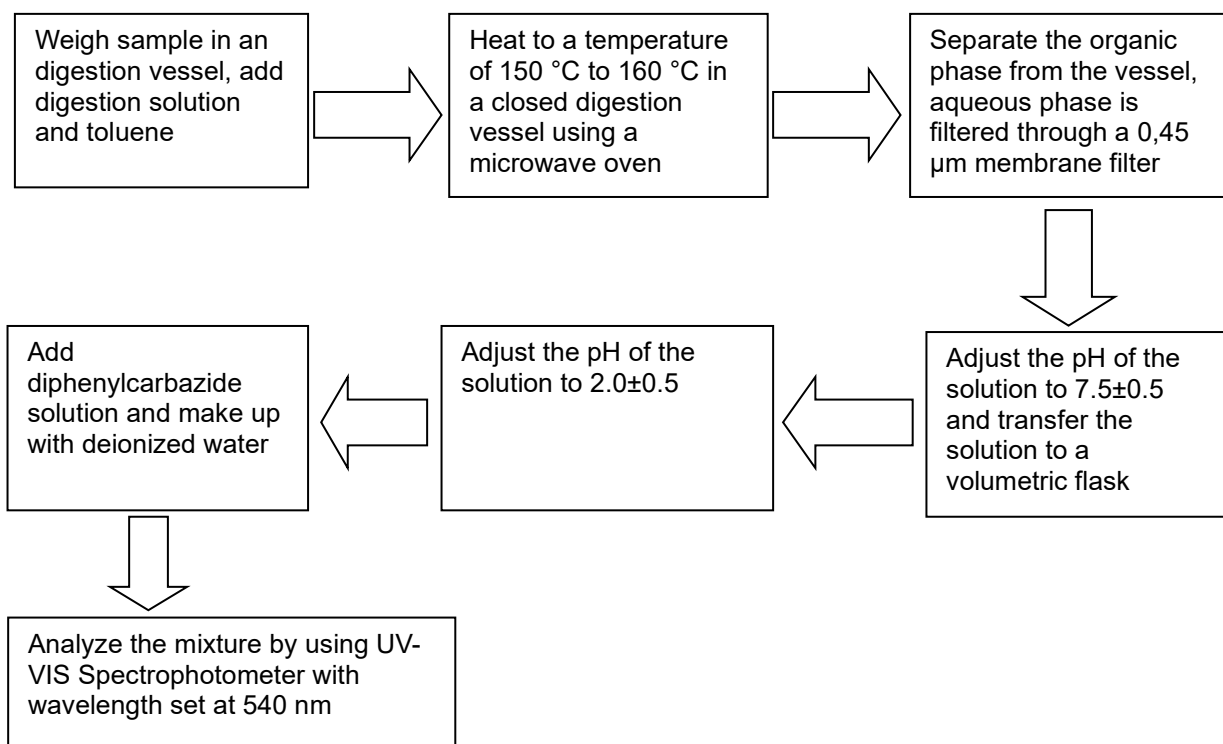 Weigh sample in an
digestion vessel, add
digestion solution
and toluene
Heat to a temperature
of 150 °C to 160 °C in
a closed digestion
vessel using a
microwave oven
Separate the organic
phase from the vessel,
aqueous phase is
filtered through a 0,45
µm membrane filter
Adjust the pH of the
solution to 7.5±0.5
and transfer the
solution to a
volumetric flask
Adjust the pH of the
solution to 2.0±0.5
Add
diphenylcarbazide
solution and make up
with deionized water
Analyze the mixture by using UV-
VIS Spectrophotometer with
wavelength set at 540 nm